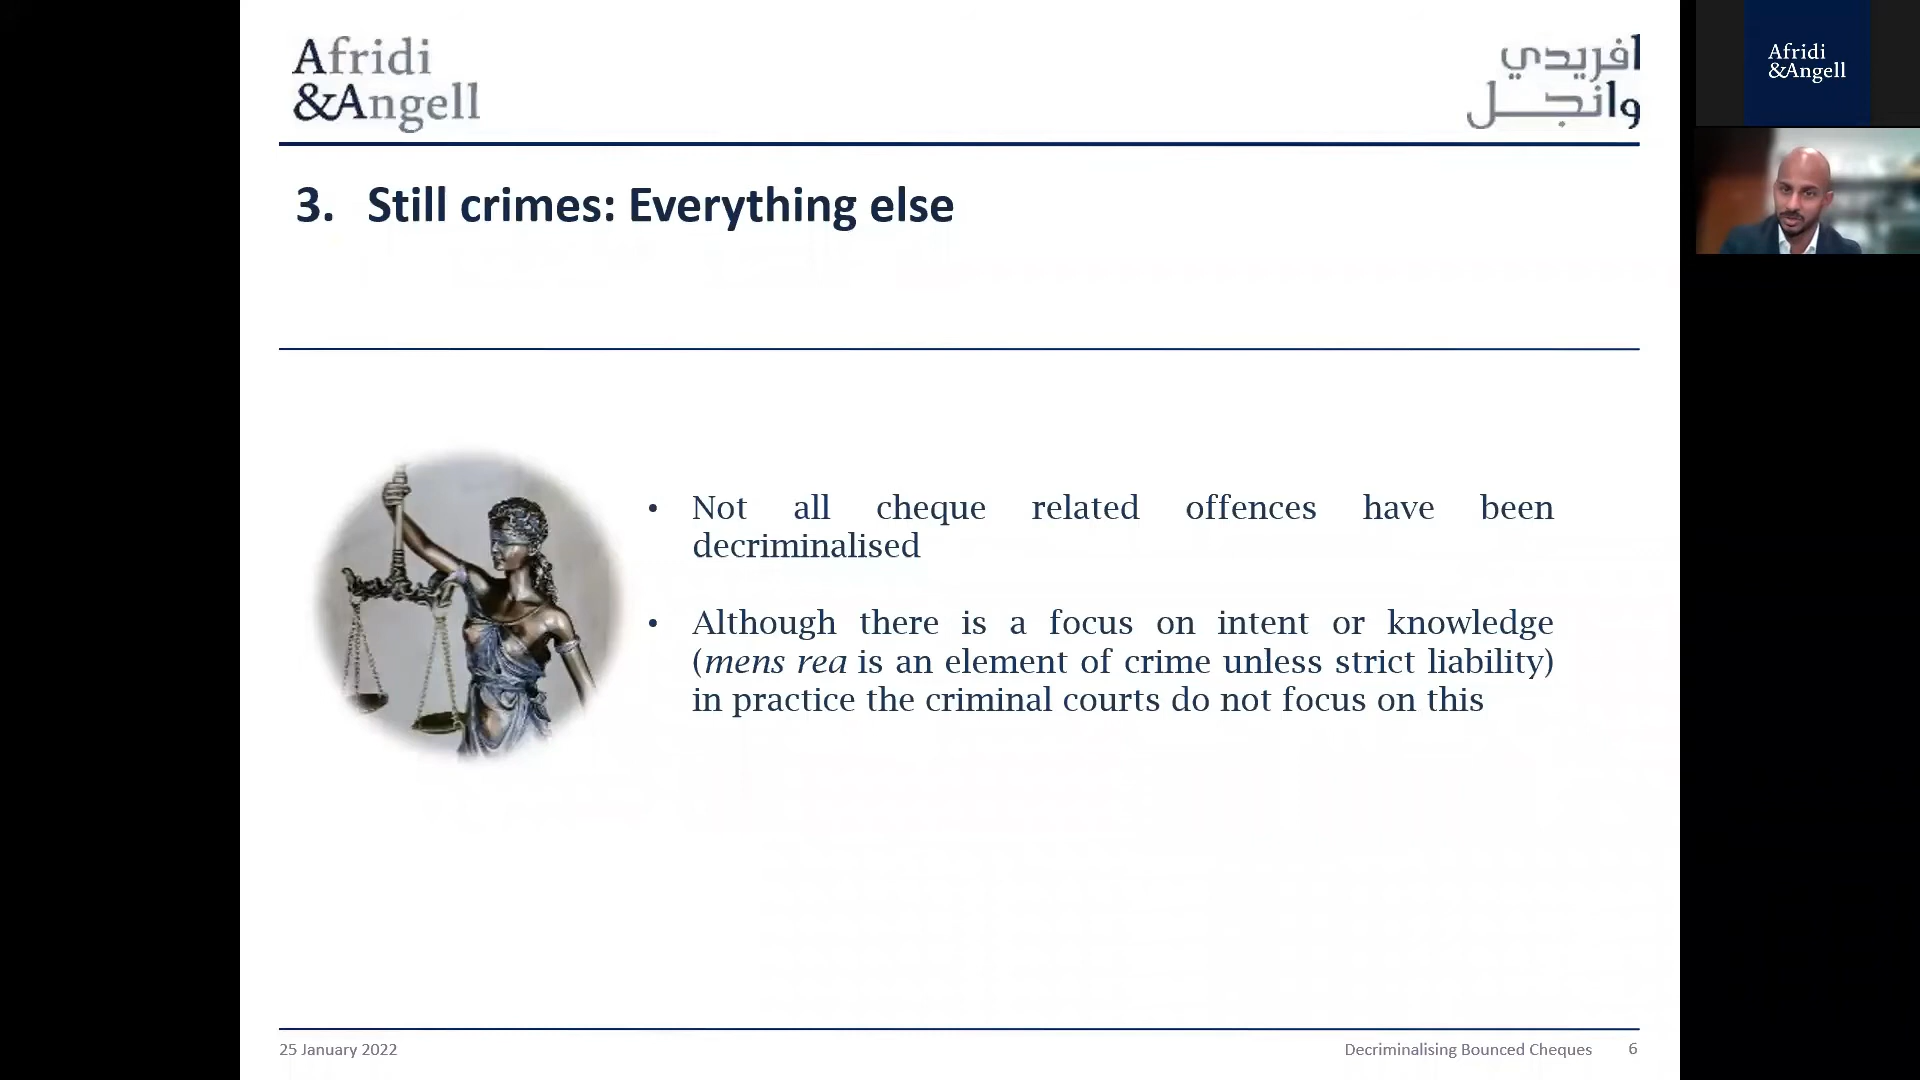 Afridi
&Angell
افريدي
وانجل
Afridi
&Angell
3. Still crimes: Everything else
• Not all cheque related offences have been
decriminalised
• Although there is a focus on intent or knowledge
(mens rea is an element of crime unless strict liability)
in practice the criminal courts do not focus on this
25 January 2022
Decriminalising Bounced Cheques 6